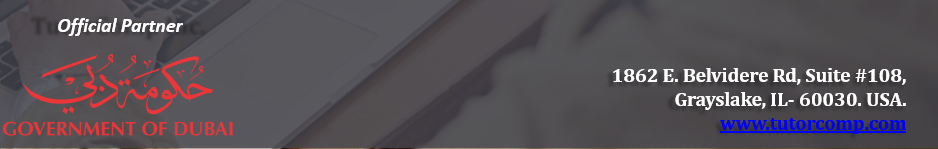 Official Partner
حكومة دبي
GOVERNMENT OF DUBAI
1862 E. Belvidere Rd, Suite #108,
Grayslake, IL- 60030. USA.
www.tutorcomp.com